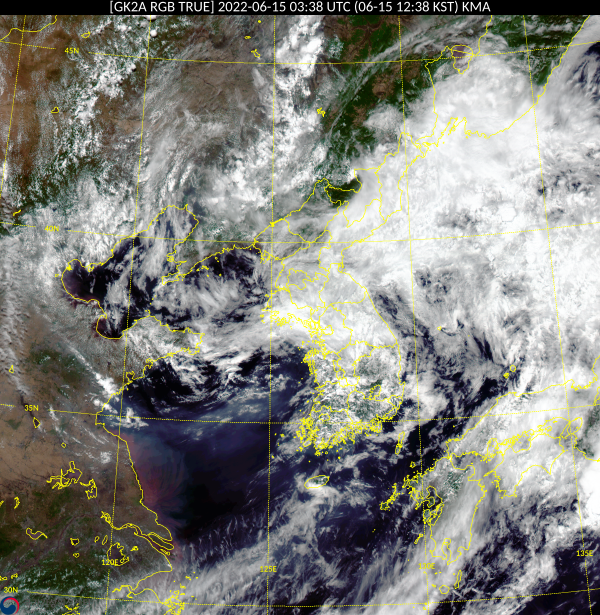 [GK2A RGB TRUE] 2022-06-15 03:38 UTC (06-15 12:38 KST) KMA
45N
40N
35N
120E
125E
130E
135E
30N